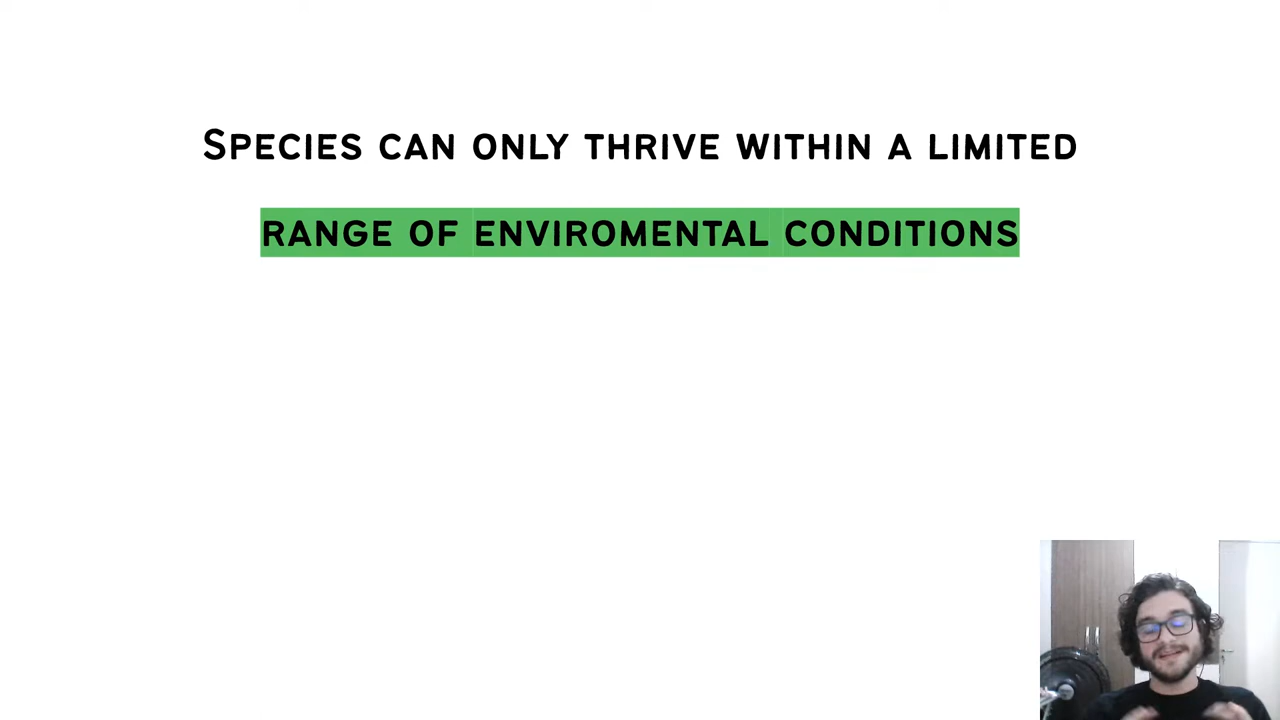 Species can only thrive within a limited
range of enviromental conditions